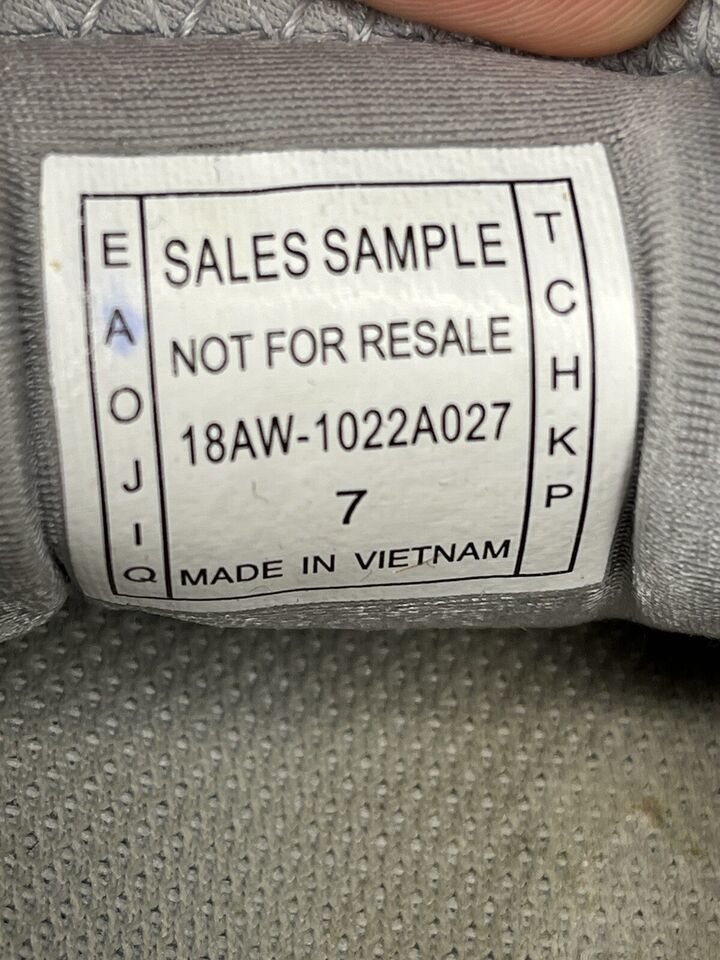 E
A
O
J
I
Q
SALES SAMPLE
NOT FOR RESALE
18AW-1022A027
7
MADE IN VIETNAM
T
C
H
K
P